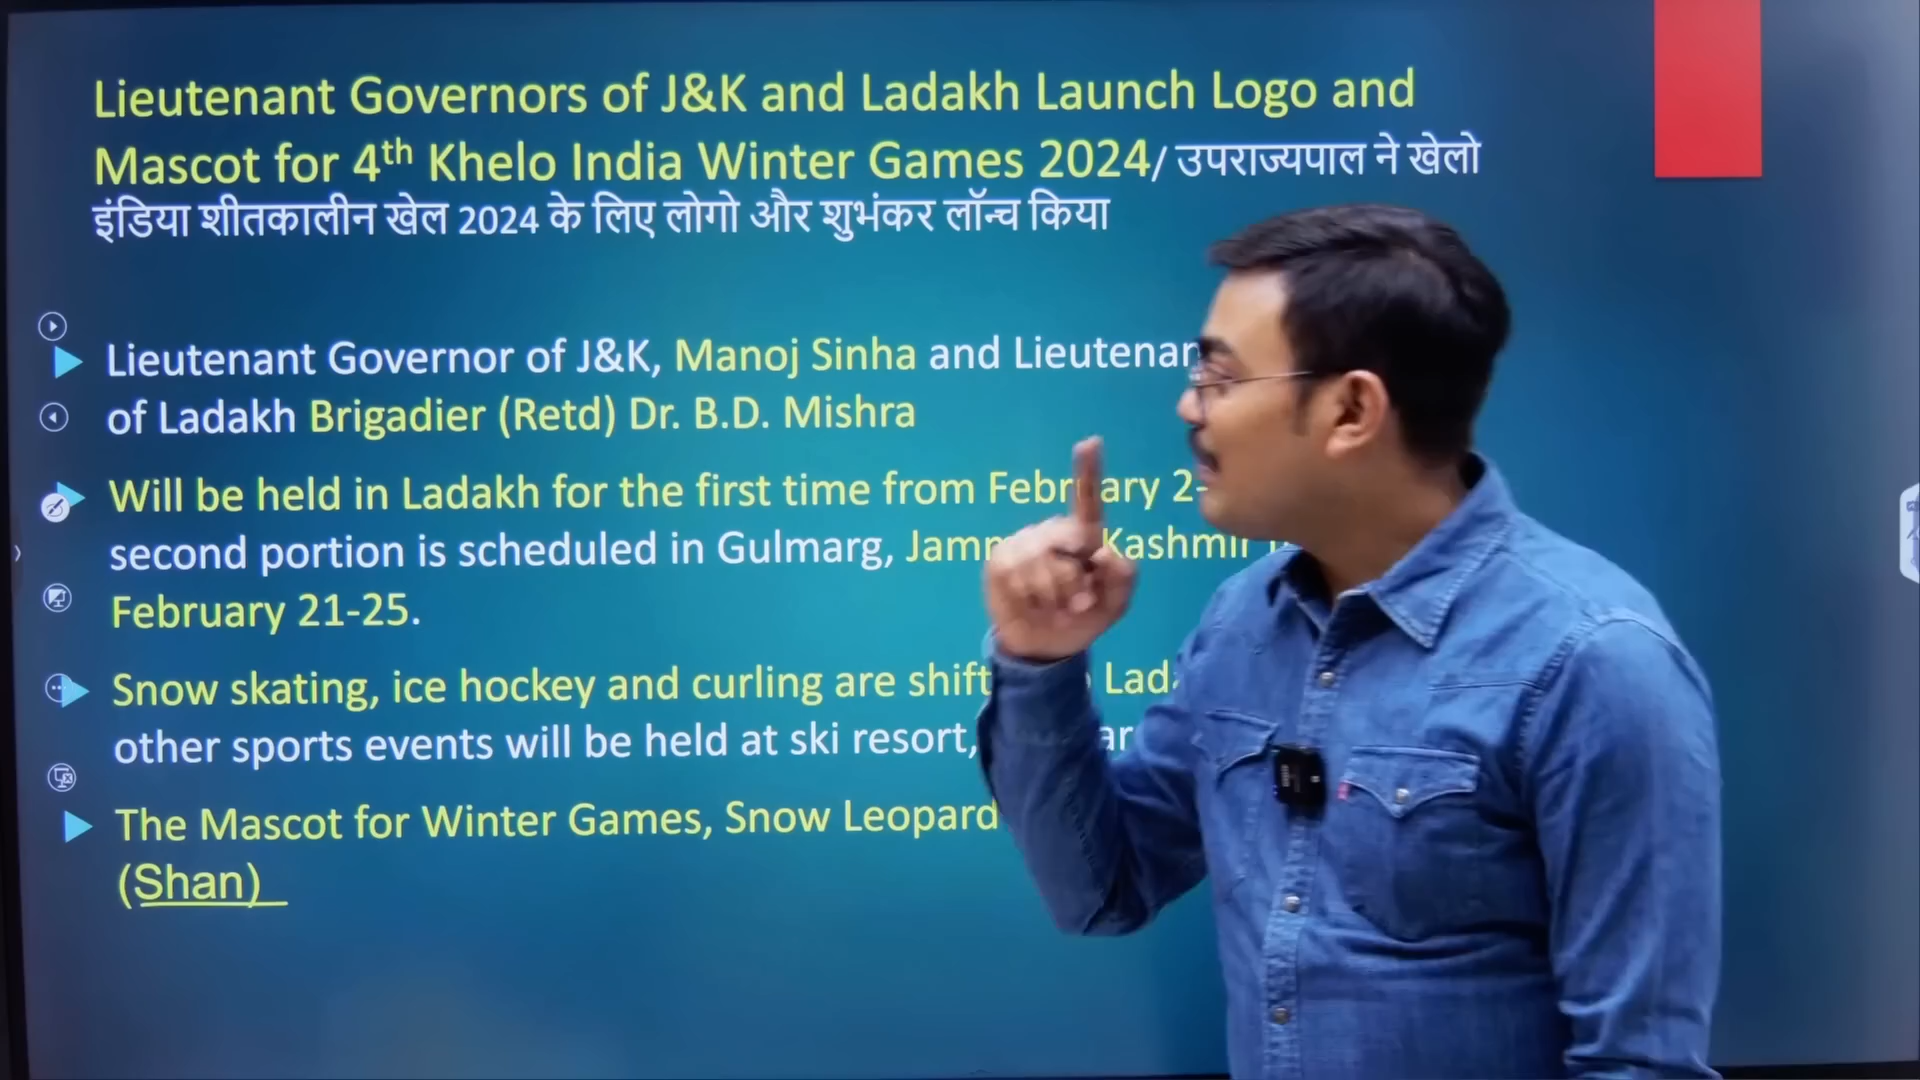 Lieutenant Governors of J&K and Ladakh Launch Logo and
Mascot for 4th Khelo India Winter Games 2024/ उपराज्यपाल ने खेलो
इंडिया शीतकालीन खेल 2024 के लिए लोगो और शुभंकर लॉन्च किया
Lieutenant Governor of J&K, Manoj Sinha and
of Ladakh Brigadier (Retd) Dr. B.D. Mishra
Will be held in Ladakh for the first time from February 2-
second portion is scheduled in Gulmarg, Kashmir
February 21-25.
Snow skating, ice hockey and curling are
other sports events will be held at ski resort,
The Mascot for Winter Games, Snow Leopard
(Shan)